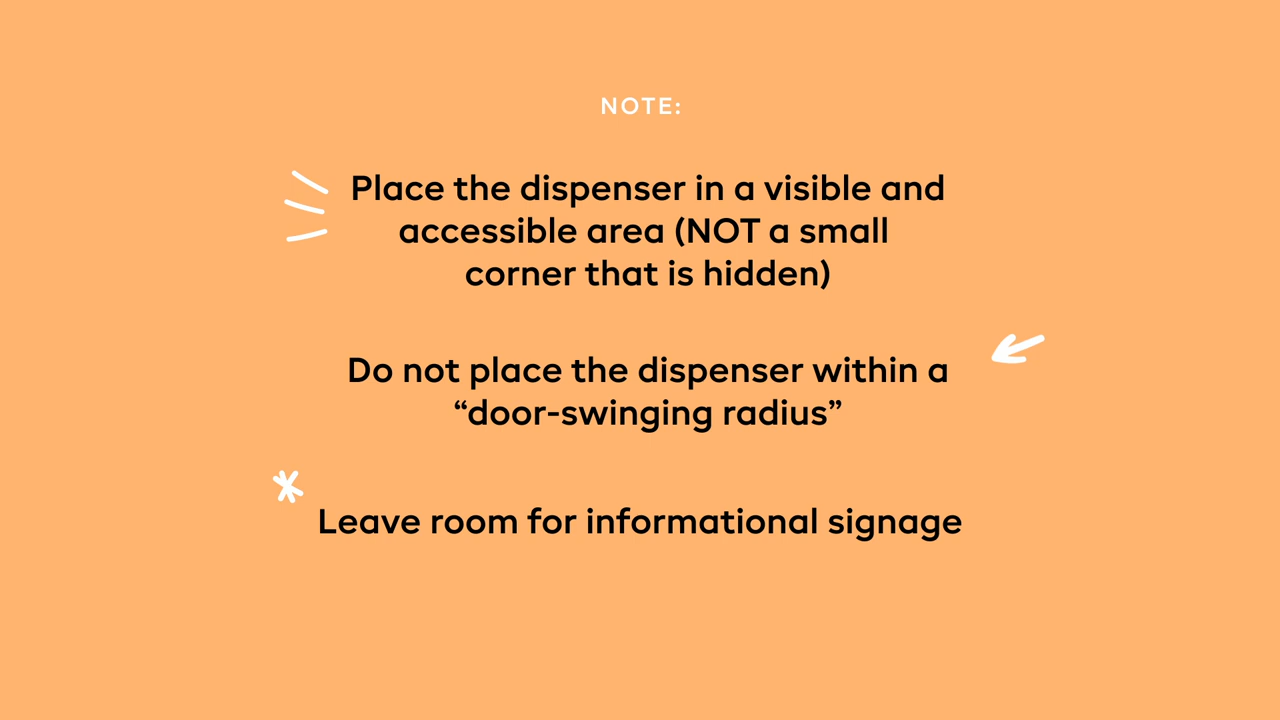 NOTE:
Place the dispenser in a visible and
accessible area (NOT a small
corner that is hidden)
Do not place the dispenser within a
“door-swinging radius”
Leave room for informational signage